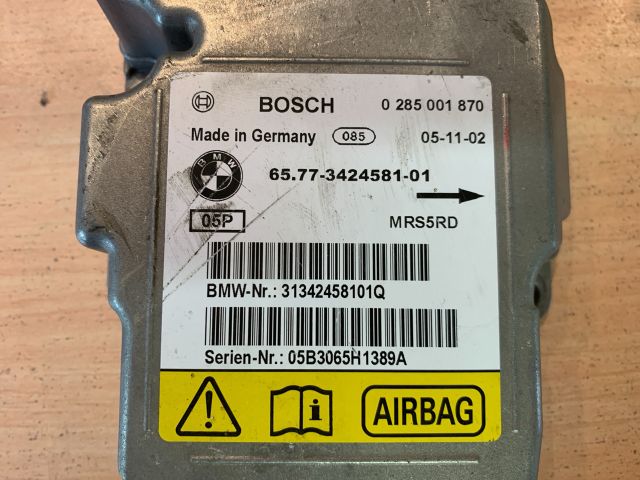 BOSCH 0 285 001 870
Made in Germany 085 05-11-02
BMW 65.77-3424581-01
05P MRS5RD
BMW-Nr.: 31342458101Q
Serien-Nr.: 05B3065H1389A
AIRBAG